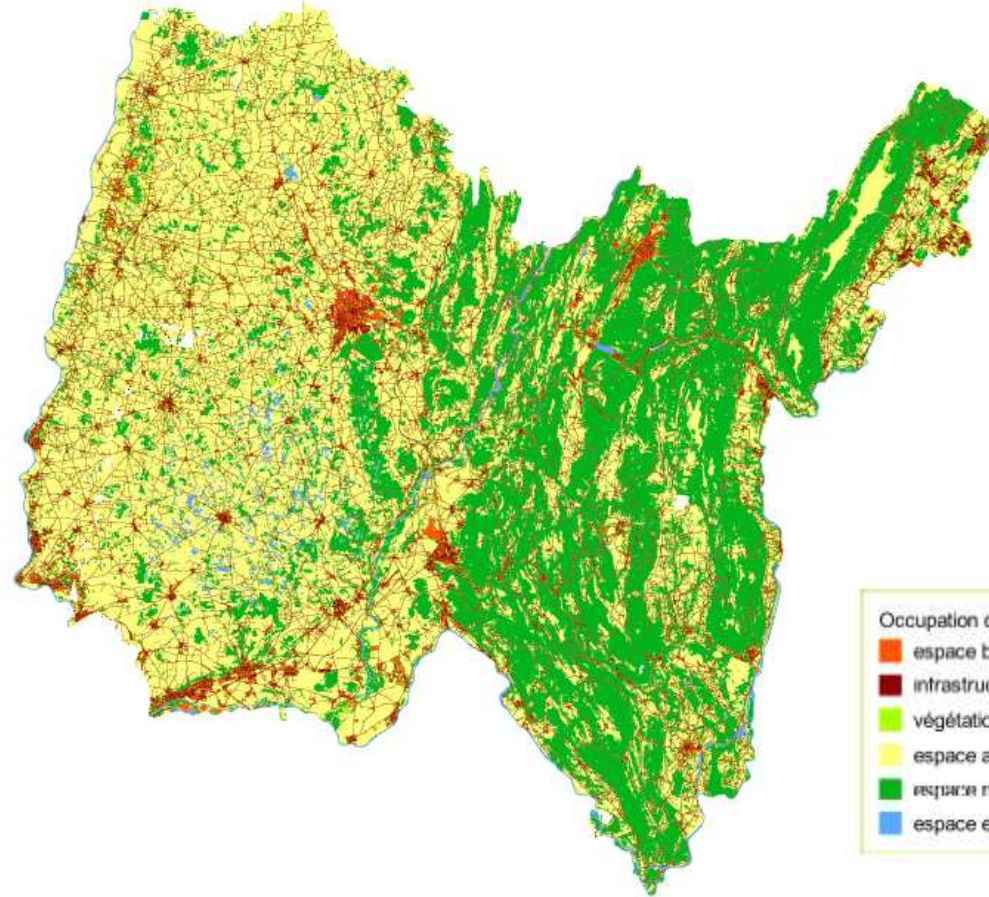 Occupation d
espace b
infrastruc
végétatio
espace a
espace n
espace e